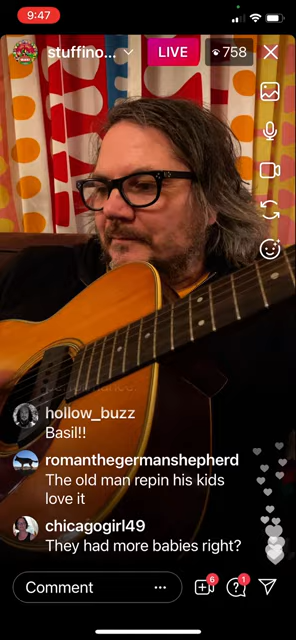 9:47
stuffino...
LIVE
758
hollow_buzz
Basil!!
romanthegermanshepherd
The old man repin his kids
love it
chicagogirl49
They had more babies right?
Comment
6
1